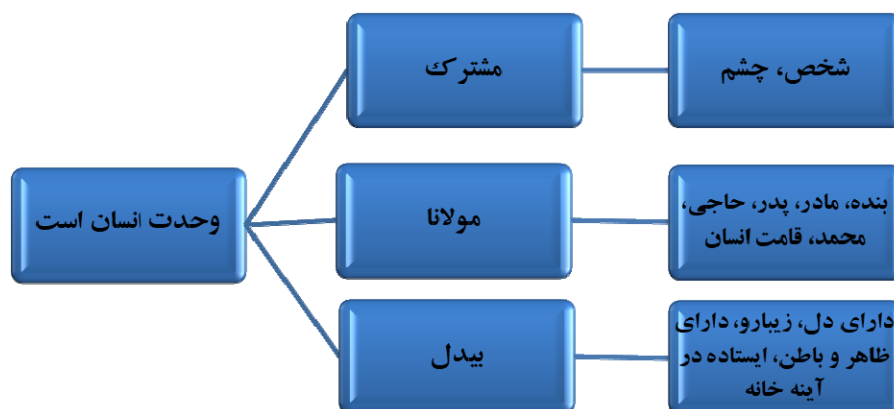 وحدت انسان است
مشترک
شخص، چشم
مولانا
بنده، مادر، پدر، حاجی،
محمد، قامت انسان
بیدل
دارای دل، زیبارو، دارای
ظاهر و باطن، ایستاده در
آینه خانه